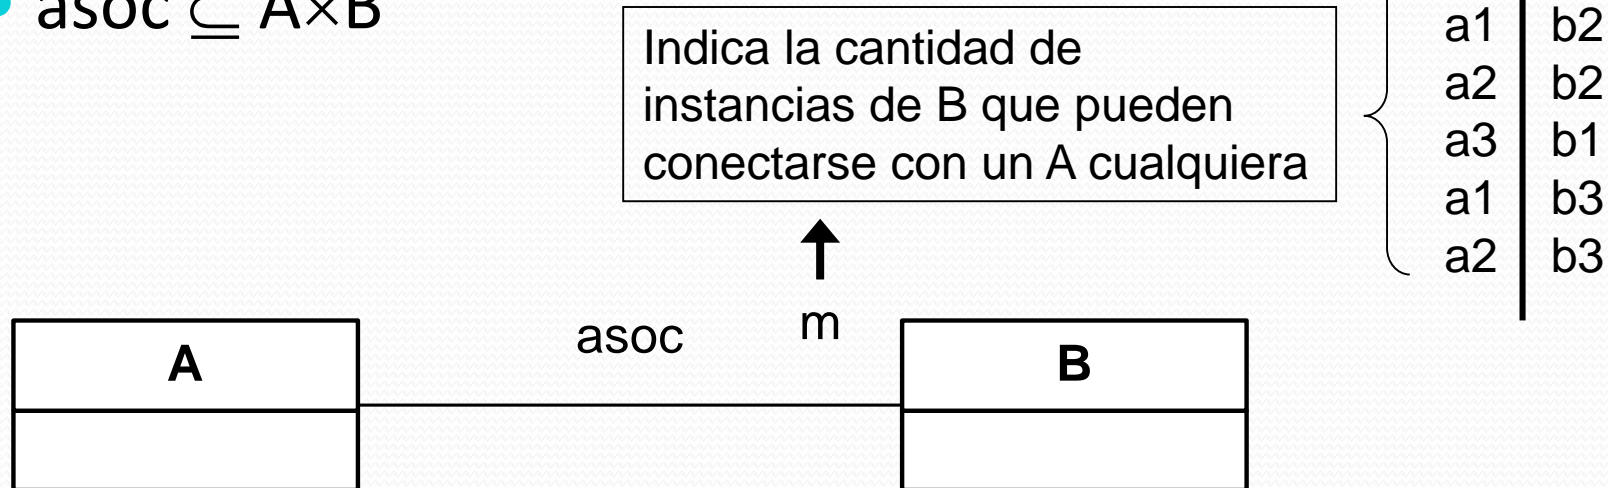 asoc ⊆ A×B
Indica la cantidad de
instancias de B que pueden
conectarse con un A cualquiera
a1 b2
a2 b2
a3 b1
a1 b3
a2 b3
asoc m
A B